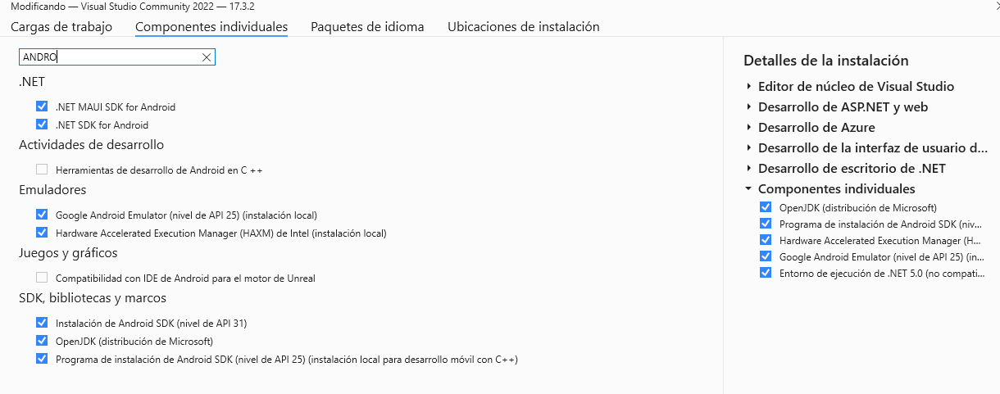 Modificando — Visual Studio Community 2022 — 17.3.2
Cargas de trabajo Componentes individuales Paquetes de idioma Ubicaciones de instalación
ANDRO
.NET
.NET MAUI SDK for Android
.NET SDK for Android
Actividades de desarrollo
Herramientas de desarrollo de Android en C ++
Emuladores
Google Android Emulator (nivel de API 25) (instalación local)
Hardware Accelerated Execution Manager (HAXM) de Intel (instalación local)
Juegos y gráficos
Compatibilidad con IDE de Android para el motor de Unreal
SDK, bibliotecas y marcos
Instalación de Android SDK (nivel de API 31)
OpenJDK (distribución de Microsoft)
Programa de instalación de Android SDK (nivel de API 25) (instalación local para desarrollo móvil con C++)
Detalles de la instalación
Editor de núcleo de Visual Studio
Desarrollo de ASP.NET y web
Desarrollo de Azure
Desarrollo de la interfaz de usuario d...
Desarrollo de escritorio de .NET
Componentes individuales
OpenJDK (distribución de Microsoft)
Programa de instalación de Android SDK (niv...
Hardware Accelerated Execution Manager (H...
Google Android Emulator (nivel de API 25) (in...
Entorno de ejecución de .NET 5.0 (no compati...